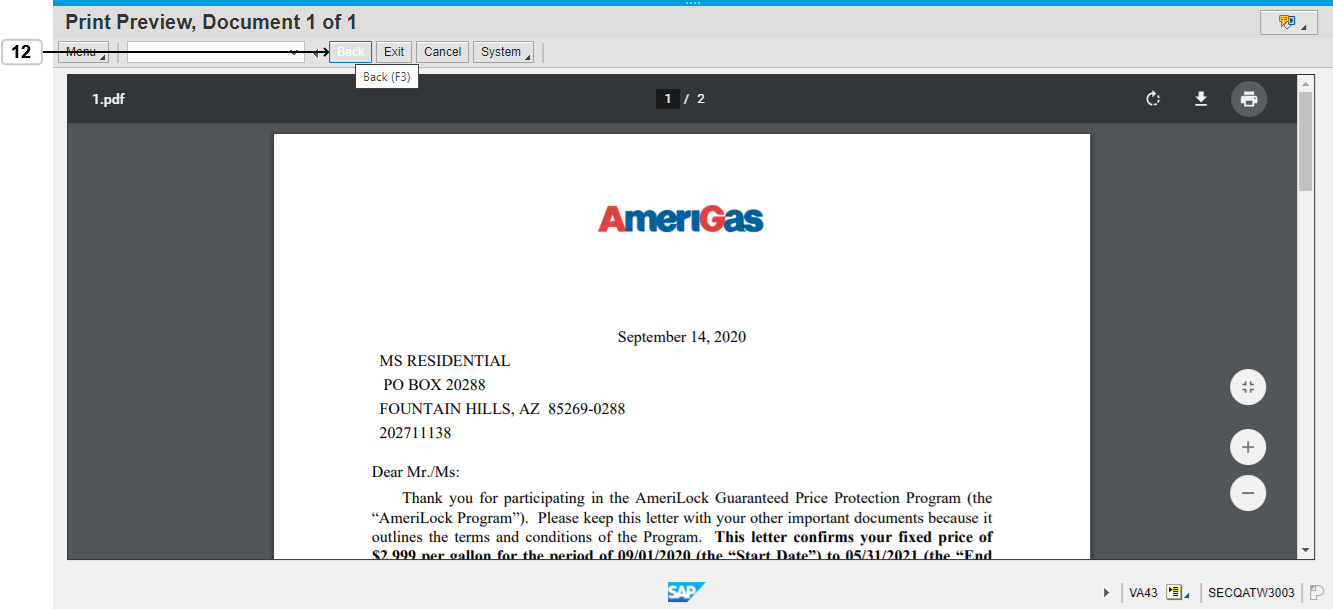 Print Preview, Document 1 of 1
12
Menu
Back
Exit
Cancel
System
Back (F3)
1.pdf
1 / 2
AmeriGas
September 14, 2020
MS RESIDENTIAL
PO BOX 20288
FOUNTAIN HILLS, AZ 85269-0288
202711138
Dear Mr./Ms:
Thank you for participating in the AmeriLock Guaranteed Price Protection Program (the
“AmeriLock Program”). Please keep this letter with your other important documents because it
outlines the terms and conditions of the Program. This letter confirms your fixed price of
$2.999 per gallon for the period of 09/01/2020 (the “Start Date”) to 05/31/2021 (the “End
SAP
VA43
SECQATW3003